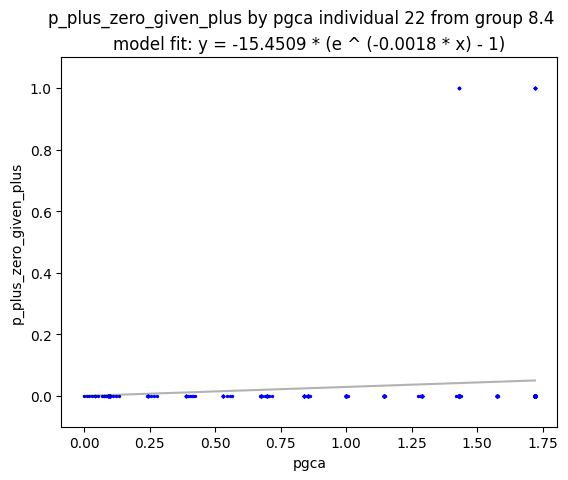 p_plus_zero_given_plus by pgca individual 22 from group 8.4
model fit: y = -15.4509 * (e ^ (-0.0018 * x) - 1)
p_plus_zero_given_plus
1.0
0.8
0.6
0.4
0.2
0.0
0.00 0.25 0.50 0.75 1.00 1.25 1.50 1.75
pgca